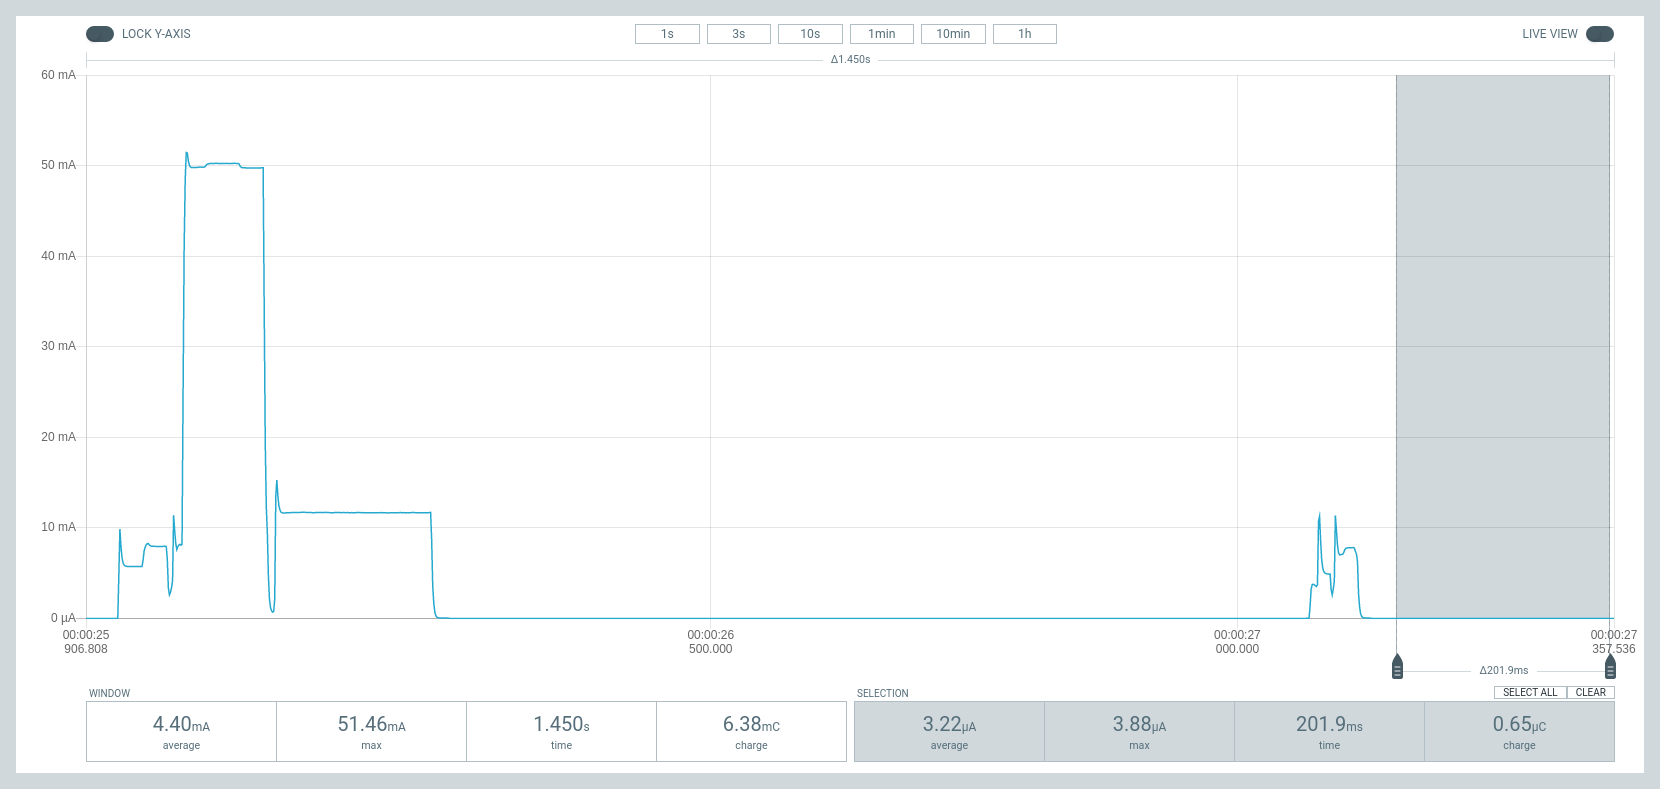 LOCK Y-AXIS 1s 3s 10s 1min 10min 1h LIVE VIEW
Δ1.450s
60 mA
50 mA
40 mA
30 mA
20 mA
10 mA
0 µA
00:00:25 00:00:26 00:00:27 00:00:27
906.808 500.000 000.000 357.536
Δ201.9ms
WINDOW SELECTION SELECT ALL CLEAR
4.40mA 51.46mA 1.450s 6.38mC 3.22µA 3.88µA 201.9ms 0.65µC
average max time charge average max time charge